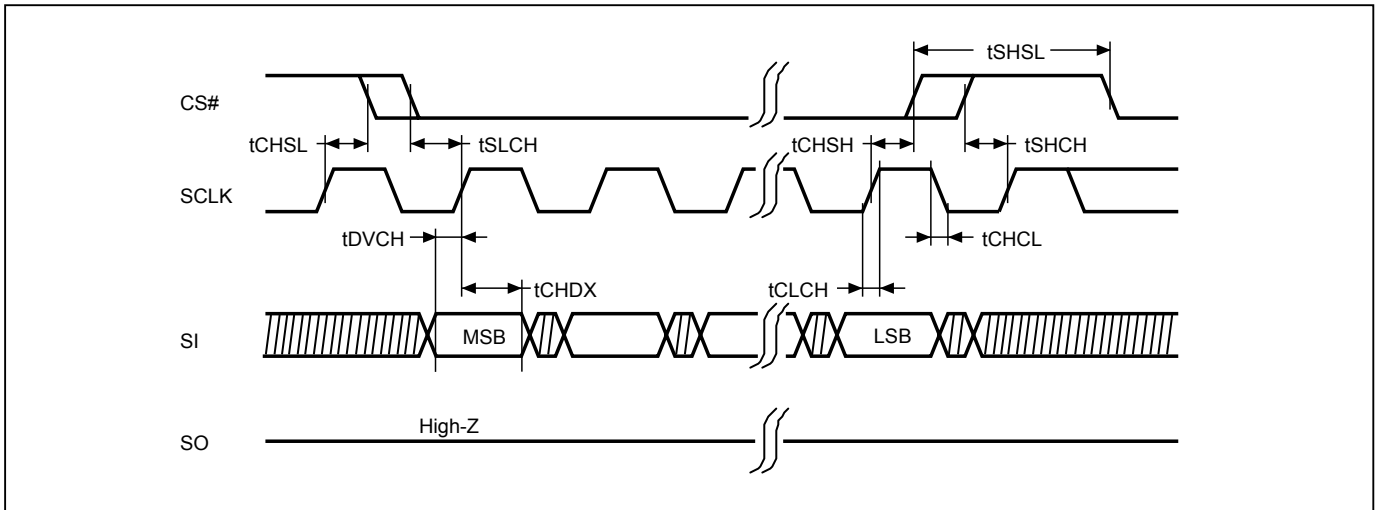 tSHSL
CS#
tCHSL
tSLCH
tCHSH
tSHCH
SCLK
tDVCH
tCHCL
tCHDX
tCLCH
SI
MSB
LSB
High-Z
SO